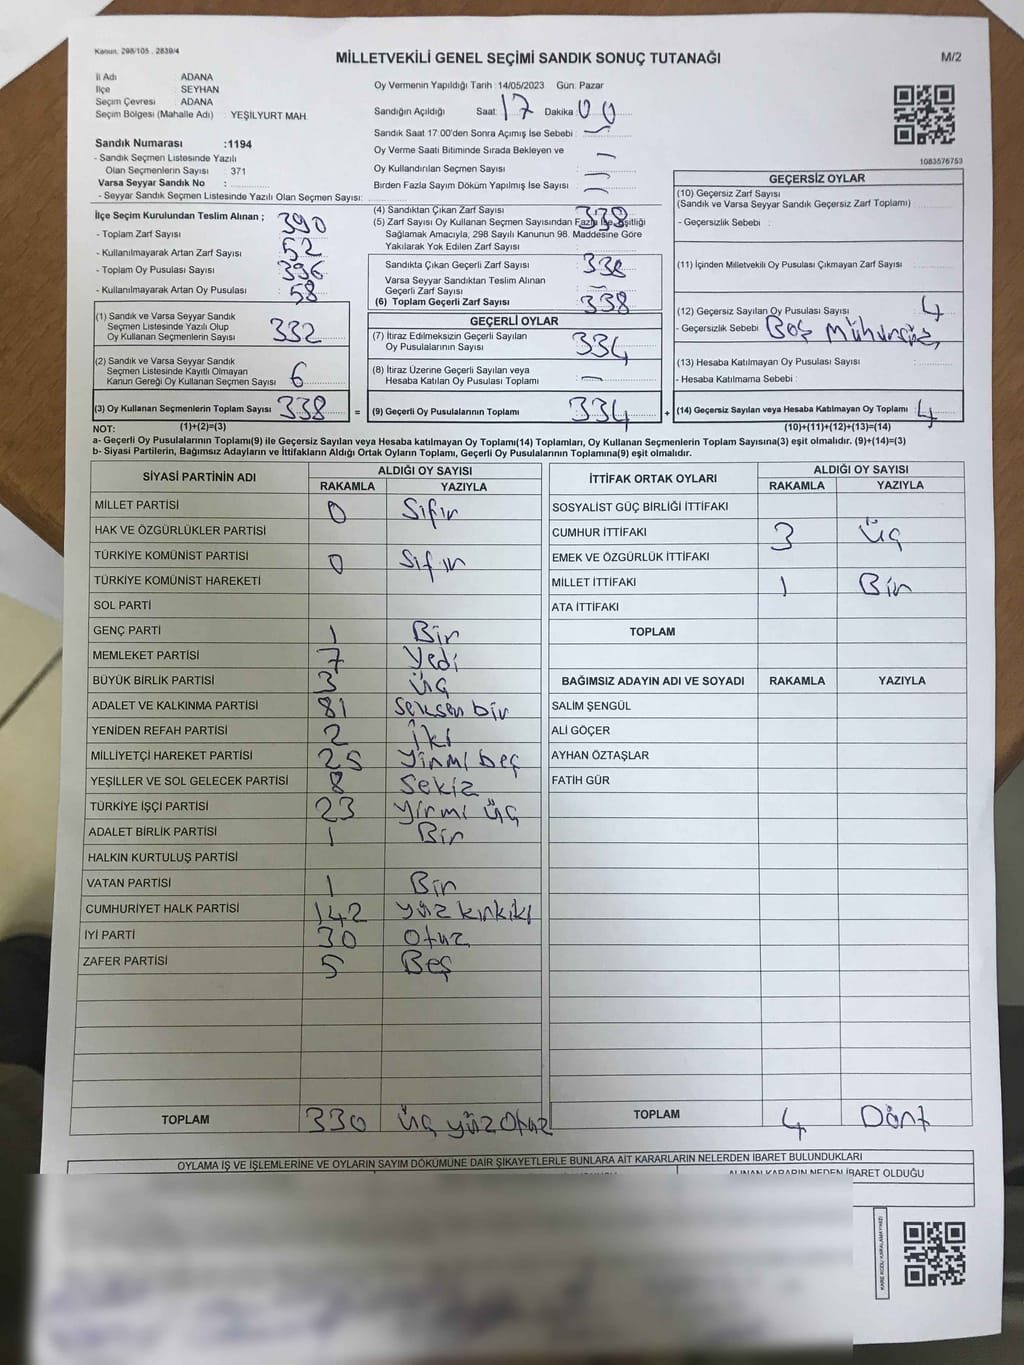 Kanun: 298/105 , 2839/4
MİLLETVEKİLİ GENEL SEÇİMİ SANDIK SONUÇ TUTANAĞI
M/2
İl Adı : ADANA
İlçe : SEYHAN
Seçim Çevresi : ADANA
Seçim Bölgesi (Mahalle Adı) : YEŞİLYURT MAH.
Sandık Numarası :1194
- Sandık Seçmen Listesinde Yazılı
Olan Seçmenlerin Sayısı : 371
Varsa Seyyar Sandık No :
- Seyyar Sandık Seçmen Listesinde Yazılı Olan Seçmen Sayısı:
Oy Vermenin Yapıldığı Tarih : 14/05/2023 Gün: Pazar
Sandığın Açıldığı Saat: 17 Dakika: 00
Sandık Saat 17:00'den Sonra Açımış İse Sebebi : —
Oy Verme Saati Bitiminde Sırada Bekleyen ve
Oy Kullandırılan Seçmen Sayısı : —
Birden Fazla Sayım Döküm Yapılmış İse Sayısı : —
1083576753
İlçe Seçim Kurulundan Teslim Alınan ;
- Toplam Zarf Sayısı : 390
- Kullanılmayarak Artan Zarf Sayısı : 52
- Toplam Oy Pusulası Sayısı : 396
- Kullanılmayarak Artan Oy Pusulası : 58
(1) Sandık ve Varsa Seyyar Sandık
Seçmen Listesinde Yazılı Olup
Oy Kullanan Seçmenlerin Sayısı : 332
(2) Sandık ve Varsa Seyyar Sandık
Seçmen Listesinde Kayıtlı Olmayan
Kanun Gereği Oy Kullanan Seçmen Sayısı : 6
(3) Oy Kullanan Seçmenlerin Toplam Sayısı : 338
(4) Sandıktan Çıkan Zarf Sayısı : 338
(5) Zarf Sayısı Oy Kullanan Seçmen Sayısından Fazla İse, Eşitliği
Sağlamak Amacıyla, 298 Sayılı Kanunun 98. Maddesine Göre
Yakılarak Yok Edilen Zarf Sayısı :
Sandıkta Çıkan Geçerli Zarf Sayısı : 338
Varsa Seyyar Sandıktan Teslim Alınan
Geçerli Zarf Sayısı : —
(6) Toplam Geçerli Zarf Sayısı : 338
GEÇERLİ OYLAR
(7) İtiraz Edilmeksizin Geçerli Sayılan
Oy Pusulalarının Sayısı : 334
(8) İtiraz Üzerine Geçerli Sayılan veya
Hesaba Katılan Oy Pusulası Toplamı : —
= (9) Geçerli Oy Pusulalarının Toplamı : 334
GEÇERSİZ OYLAR
(10) Geçersiz Zarf Sayısı
(Sandık ve Varsa Seyyar Sandık Geçersiz Zarf Toplamı) :
- Geçersizlik Sebebi :
(11) İçinden Milletvekili Oy Pusulası Çıkmayan Zarf Sayısı :
(12) Geçersiz Sayılan Oy Pusulası Sayısı : 4
- Geçersizlik Sebebi : Boş Mühürsüz,
(13) Hesaba Katılmayan Oy Pusulası Sayısı :
- Hesaba Katılmama Sebebi :
+ (14) Geçersiz Sayılan veya Hesaba Katılmayan Oy Toplamı : 4
NOT: (1)+(2)=(3) (10)+(11)+(12)+(13)=(14)
a- Geçerli Oy Pusulalarının Toplamı(9) ile Geçersiz Sayılan veya Hesaba katılmayan Oy Toplamı(14) Toplamları, Oy Kullanan Seçmenlerin Toplam Sayısına(3) eşit olmalıdır. (9)+(14)=(3)
b- Siyasi Partilerin, Bağımsız Adayların ve İttifakların Aldığı Ortak Oyların Toplamı, Geçerli Oy Pusulalarının Toplamına(9) eşit olmalıdır.
SİYASİ PARTİNİN ADI ALDIĞI OY SAYISI
RAKAMLA YAZIYLA
MİLLET PARTİSİ 0 Sıfır
HAK VE ÖZGÜRLÜKLER PARTİSİ
TÜRKİYE KOMÜNİST PARTİSİ 0 Sıfır
TÜRKİYE KOMÜNİST HAREKETİ
SOL PARTİ
GENÇ PARTİ 1 Bir
MEMLEKET PARTİSİ 7 Yedi
BÜYÜK BİRLİK PARTİSİ 3 üç
ADALET VE KALKINMA PARTİSİ 81 Seksen bir
YENİDEN REFAH PARTİSİ 2 İki
MİLLİYETÇİ HAREKET PARTİSİ 25 yirmi beş
YEŞİLLER VE SOL GELECEK PARTİSİ 8 Sekiz
TÜRKİYE İŞÇİ PARTİSİ 23 yirmi üç
ADALET BİRLİK PARTİSİ 1 Bir
HALKIN KURTULUŞ PARTİSİ
VATAN PARTİSİ 1 Bir
CUMHURİYET HALK PARTİSİ 142 yüz kırkiki
İYİ PARTİ 30 otuz
ZAFER PARTİSİ 5 Beş
TOPLAM 330 üç yüz otuz
İTTİFAK ORTAK OYLARI ALDIĞI OY SAYISI
RAKAMLA YAZIYLA
SOSYALİST GÜÇ BİRLİĞİ İTTİFAKI
CUMHUR İTTİFAKI 3 üç
EMEK VE ÖZGÜRLÜK İTTİFAKI
MİLLET İTTİFAKI 1 Bir
ATA İTTİFAKI
TOPLAM
BAĞIMSIZ ADAYIN ADI VE SOYADI RAKAMLA YAZIYLA
SALİM ŞENGÜL
ALİ GÖÇER
AYHAN ÖZTAŞLAR
FATİH GÜR
TOPLAM 4 Dört
OYLAMA İŞ VE İŞLEMLERİNE VE OYLARIN SAYIM DÖKÜMÜNE DAİR ŞİKAYETLERLE BUNLARA AİT KARARLARIN NELERDEN İBARET BULUNDUKLARI
ALINAN KARARIN NEDEN İBARET OLDUĞU
KARE KODU KARALAMAYINIZ!